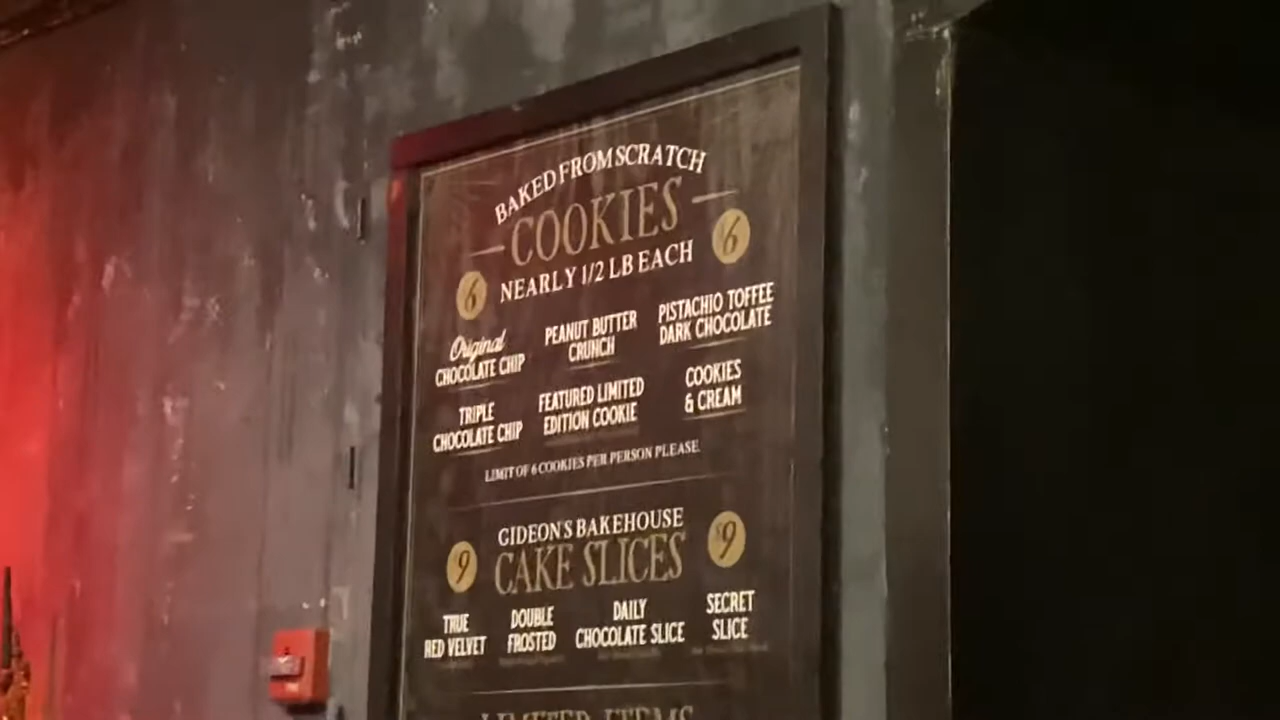 BAKED FROM SCRATCH
COOKIES
$6
6
NEARLY 1/2 LB EACH
Original
CHOCOLATE CHIP
PEANUT BUTTER
CRUNCH
PISTACHIO TOFFEE
DARK CHOCOLATE
TRIPLE
CHOCOLATE CHIP
FEATURED LIMITED
EDITION COOKIE
COOKIES
& CREAM
LIMIT OF 6 COOKIES PER PERSON PLEASE
GIDEON'S BAKEHOUSE
CAKE SLICES
$9
$9
TRUE
RED VELVET
DOUBLE
FROSTED
DAILY
CHOCOLATE SLICE
SECRET
SLICE
LIMITED ITEMS